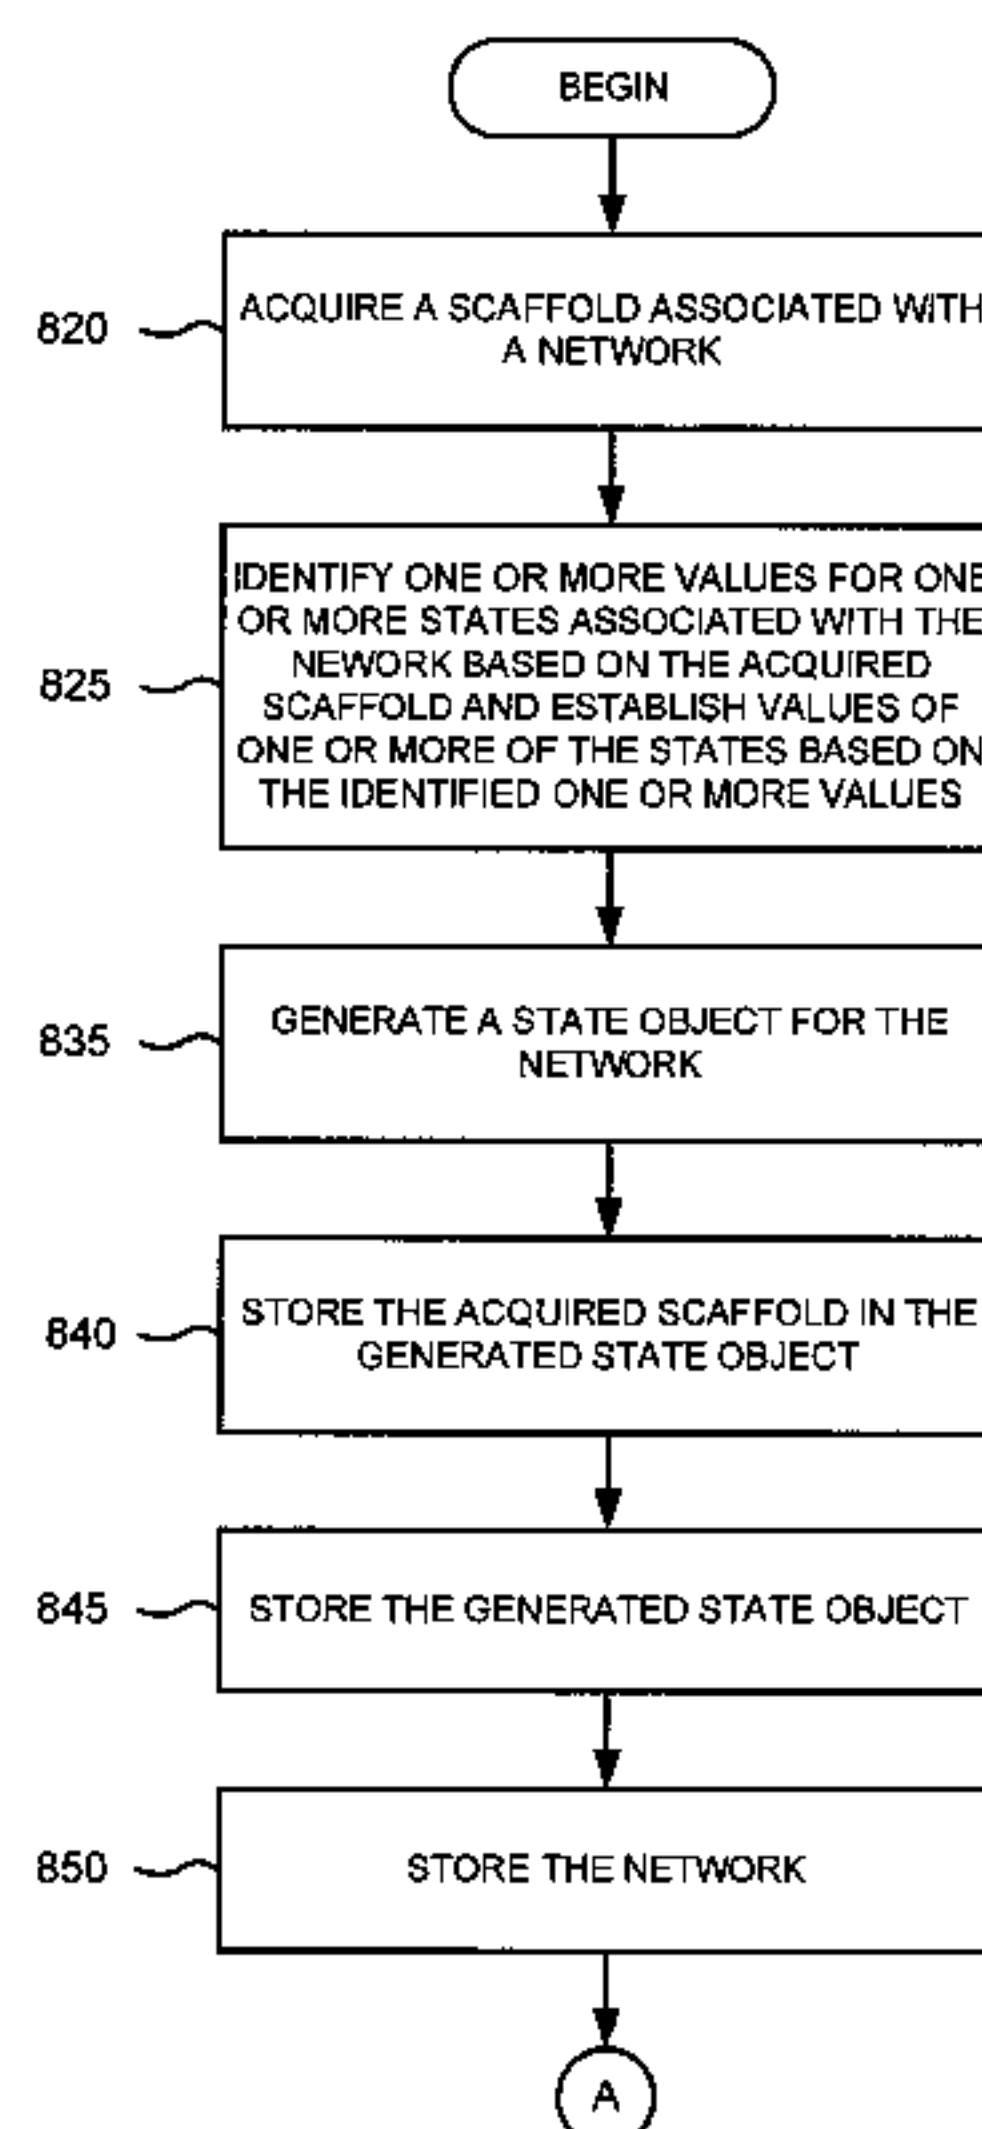 BEGIN
820
ACQUIRE A SCAFFOLD ASSOCIATED WITH
A NETWORK
825
IDENTIFY ONE OR MORE VALUES FOR ONE
OR MORE STATES ASSOCIATED WITH THE
NEWORK BASED ON THE ACQUIRED
SCAFFOLD AND ESTABLISH VALUES OF
ONE OR MORE OF THE STATES BASED ON
THE IDENTIFIED ONE OR MORE VALUES
835
GENERATE A STATE OBJECT FOR THE
NETWORK
840
STORE THE ACQUIRED SCAFFOLD IN THE
GENERATED STATE OBJECT
845
STORE THE GENERATED STATE OBJECT
850
STORE THE NETWORK
A